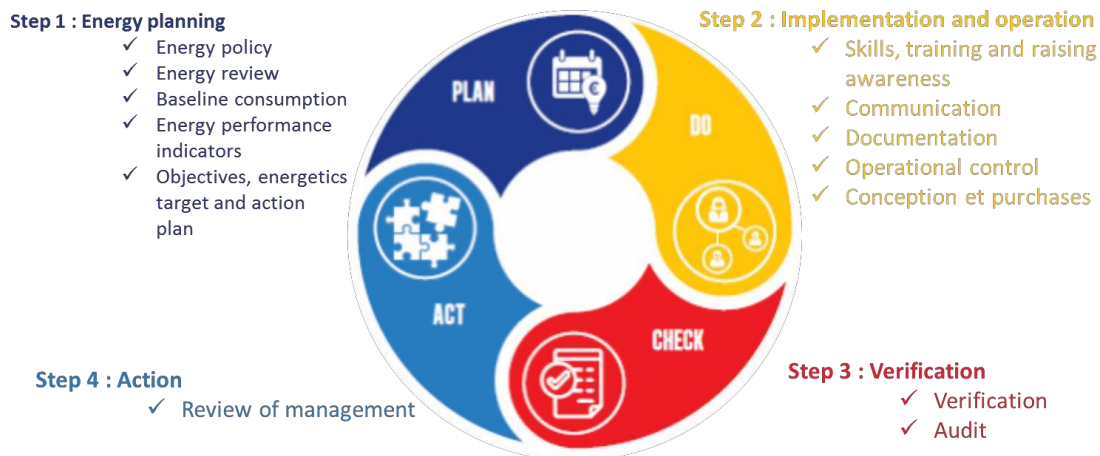 Step 1 : Energy planning
✓ Energy policy
✓ Energy review
✓ Baseline consumption
✓ Energy performance
indicators
✓ Objectives, energetics
target and action
plan
Step 2 : Implementation and operation
✓ Skills, training and raising
awareness
✓ Communication
✓ Documentation
✓ Operational control
✓ Conception et purchases
PLAN
€
DO
ACT
CHECK
Step 3 : Verification
✓ Verification
✓ Audit
Step 4 : Action
✓ Review of management